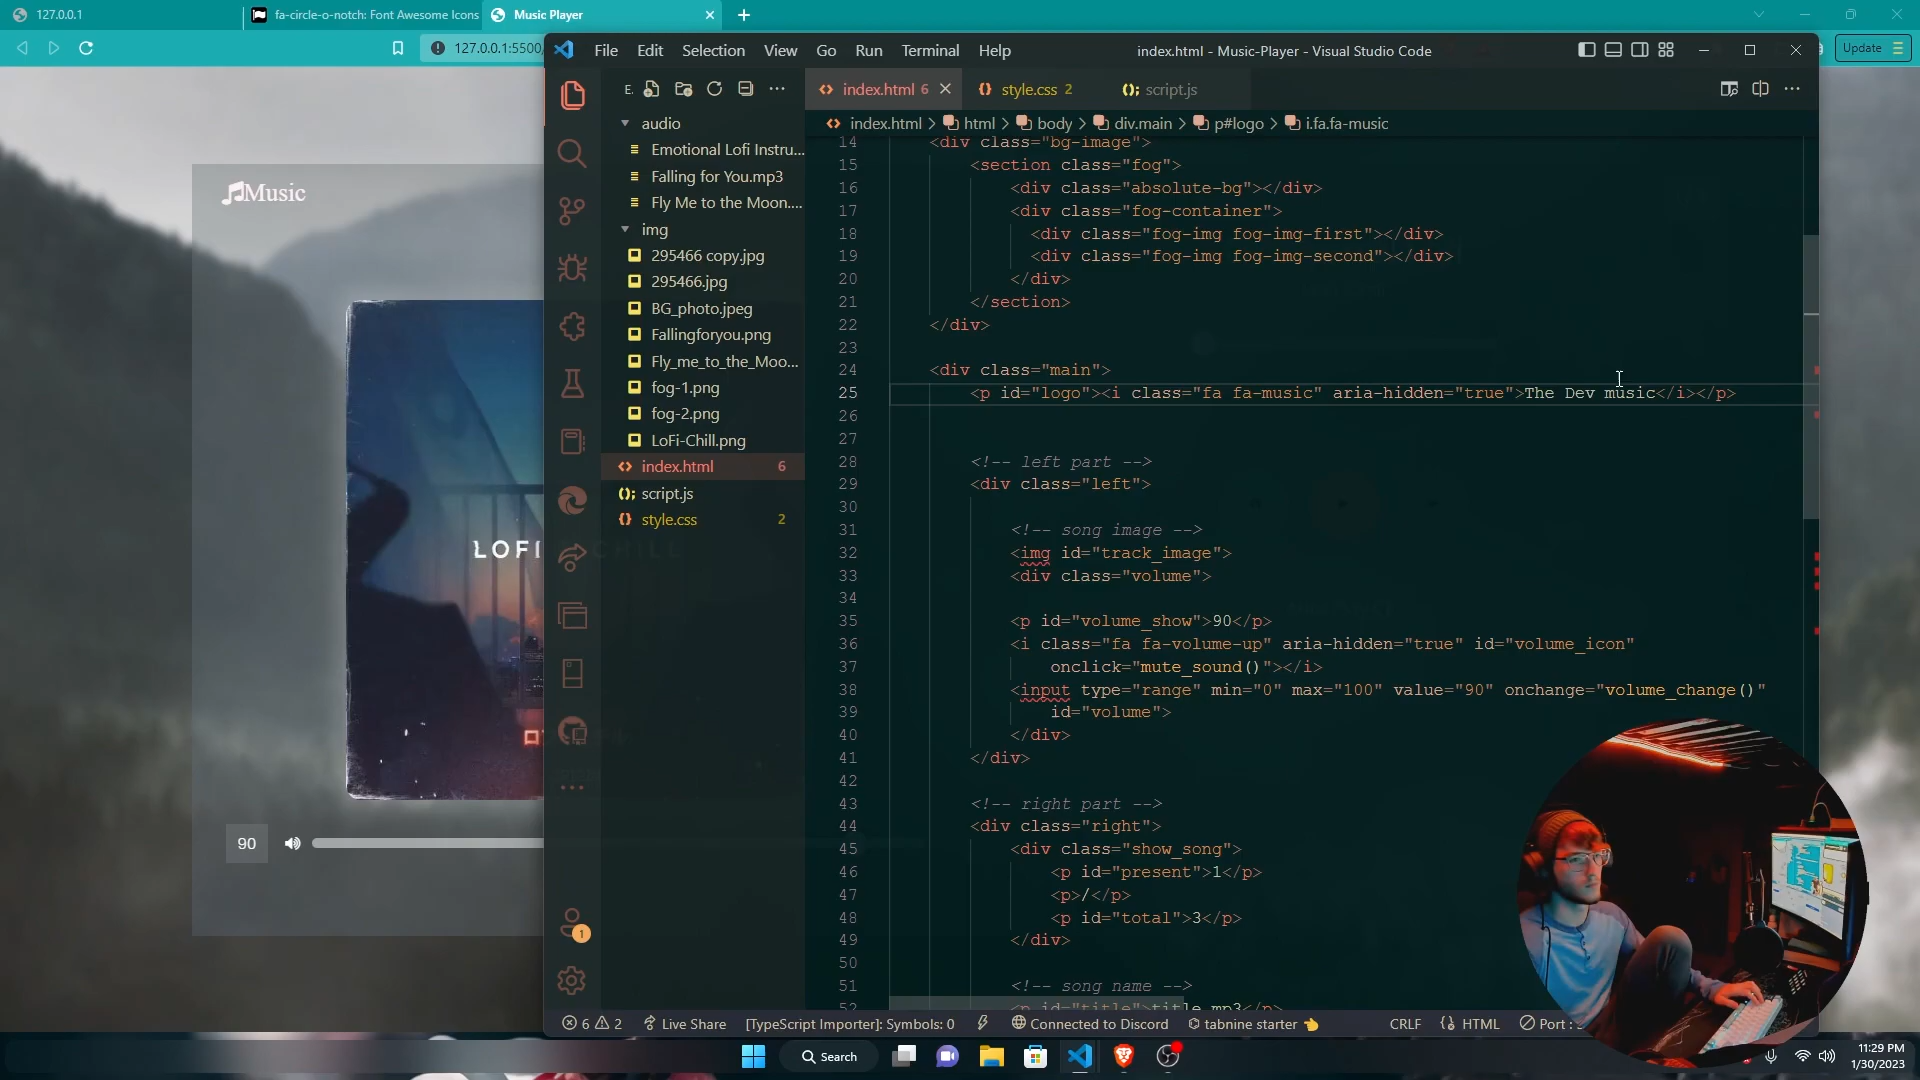 127.0.0.1
fa-circle-o-notch: Font Awesome Icons
Music Player
127.0.0.1:5500/
Update
File Edit Selection View Go Run Terminal Help
index.html - Music-Player - Visual Studio Code
E.
index.html 6
style.css 2
script.js
index.html > html > body > div.main > p#logo > i.fa.fa-music
audio
Emotional Lofi Instru...
Falling for You.mp3
Fly Me to the Moon....
img
295466 copy.jpg
295466.jpg
BG_photo.jpeg
Fallingforyou.png
Fly_me_to_the_Moo...
fog-1.png
fog-2.png
LoFi-Chill.png
index.html 6
script.js
style.css 2
Music
LOFI CHILL
90
14 <div class="bg-image">
15 <section class="fog">
16 <div class="absolute-bg"></div>
17 <div class="fog-container">
18 <div class="fog-img fog-img-first"></div>
19 <div class="fog-img fog-img-second"></div>
20 </div>
21 </section>
22 </div>
23
24 <div class="main">
25 <p id="logo"><i class="fa fa-music" aria-hidden="true">The Dev music</i></p>
26
27
28 <!-- left part -->
29 <div class="left">
30
31 <!-- song image -->
32 <img id="track_image">
33 <div class="volume">
34
35 <p id="volume_show">90</p>
36 <i class="fa fa-volume-up" aria-hidden="true" id="volume_icon"
37 onclick="mute_sound()"></i>
38 <input type="range" min="0" max="100" value="90" onchange="volume_change()"
39 id="volume">
40 </div>
41 </div>
42
43 <!-- right part -->
44 <div class="right">
45 <div class="show_song">
46 <p id="present">1</p>
47 <p>/</p>
48 <p id="total">3</p>
49 </div>
50
51 <!-- song name -->
52 <p id="title">title.mp3</p>
1
6 2 Live Share [TypeScript Importer]: Symbols: 0 Connected to Discord tabnine starter CRLF HTML Port :
Search
11:29 PM
1/30/2023